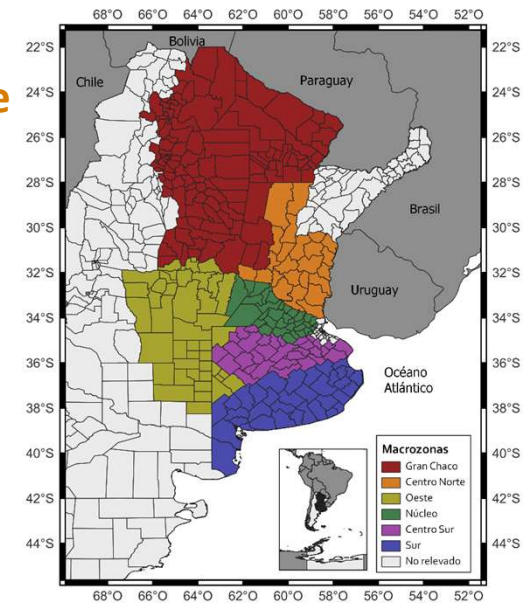 68°O 66°O 64°O 62°O 60°O 58°O 56°O 54°O 52°O
22°S 22°S
24°S 24°S
26°S 26°S
28°S 28°S
30°S 30°S
32°S 32°S
34°S 34°S
36°S 36°S
38°S 38°S
40°S 40°S
42°S 42°S
44°S 44°S
Bolivia
Chile
Paraguay
e
Brasil
Uruguay
Océano
Atlántico
Macrozonas
Gran Chaco
Centro Norte
Oeste
Núcleo
Centro Sur
Sur
No relevado
68°O 66°O 64°O 62°O 60°O 58°O 56°O 54°O 52°O